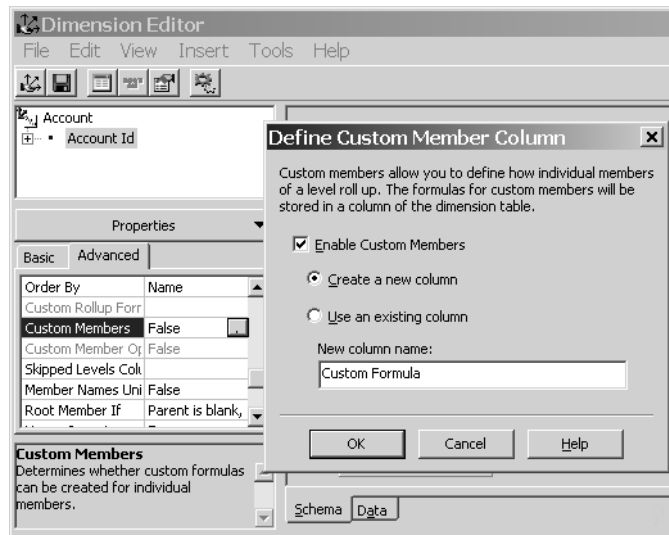 Dimension Editor
File Edit View Insert Tools Help
Account
Account Id
Properties
Basic Advanced
Order By Name
Custom Rollup Forr
Custom Members False
Custom Member Op False
Skipped Levels Colu
Member Names Uni False
Root Member If Parent is blank,
Custom Members
Determines whether custom formulas
can be created for individual
members.
Define Custom Member Column
Custom members allow you to define how individual members
of a level roll up. The formulas for custom members will be
stored in a column of the dimension table.
Enable Custom Members
Create a new column
Use an existing column
New column name:
Custom Formula
OK Cancel Help
Schema Data